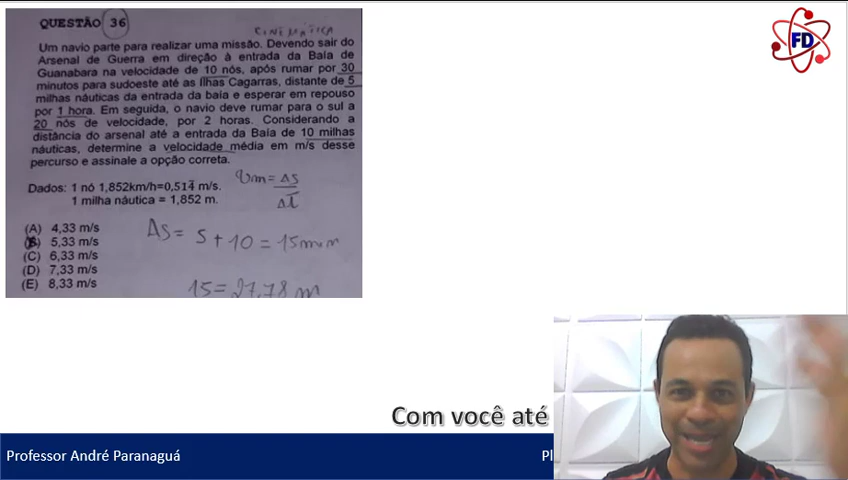 QUESTÃO 36
CINEMÁTICA
Um navio parte para realizar uma missão. Devendo sair do
Arsenal de Guerra em direção à entrada da Baía de
Guanabara na velocidade de 10 nós, após rumar por 30
minutos para sudoeste até as Ilhas Cagarras, distante de 5
milhas náuticas da entrada da baía e esperar em repouso
por 1 hora. Em seguida, o navio deve rumar para o sul a
20 nós de velocidade, por 2 horas. Considerando a
distância do arsenal até a entrada da Baía de 10 milhas
náuticas, determine a velocidade média em m/s desse
percurso e assinale a opção correta.
Vm = ΔS
Δt
Dados: 1 nó 1,852km/h=0,514 m/s.
1 milha náutica = 1,852 m.
(A) 4,33 m/s
(B) 5,33 m/s
(C) 6,33 m/s
(D) 7,33 m/s
(E) 8,33 m/s
ΔS = 5 + 10 = 15
15 = 27,78 m
FD
Com você até
Professor André Paranaguá
Pl